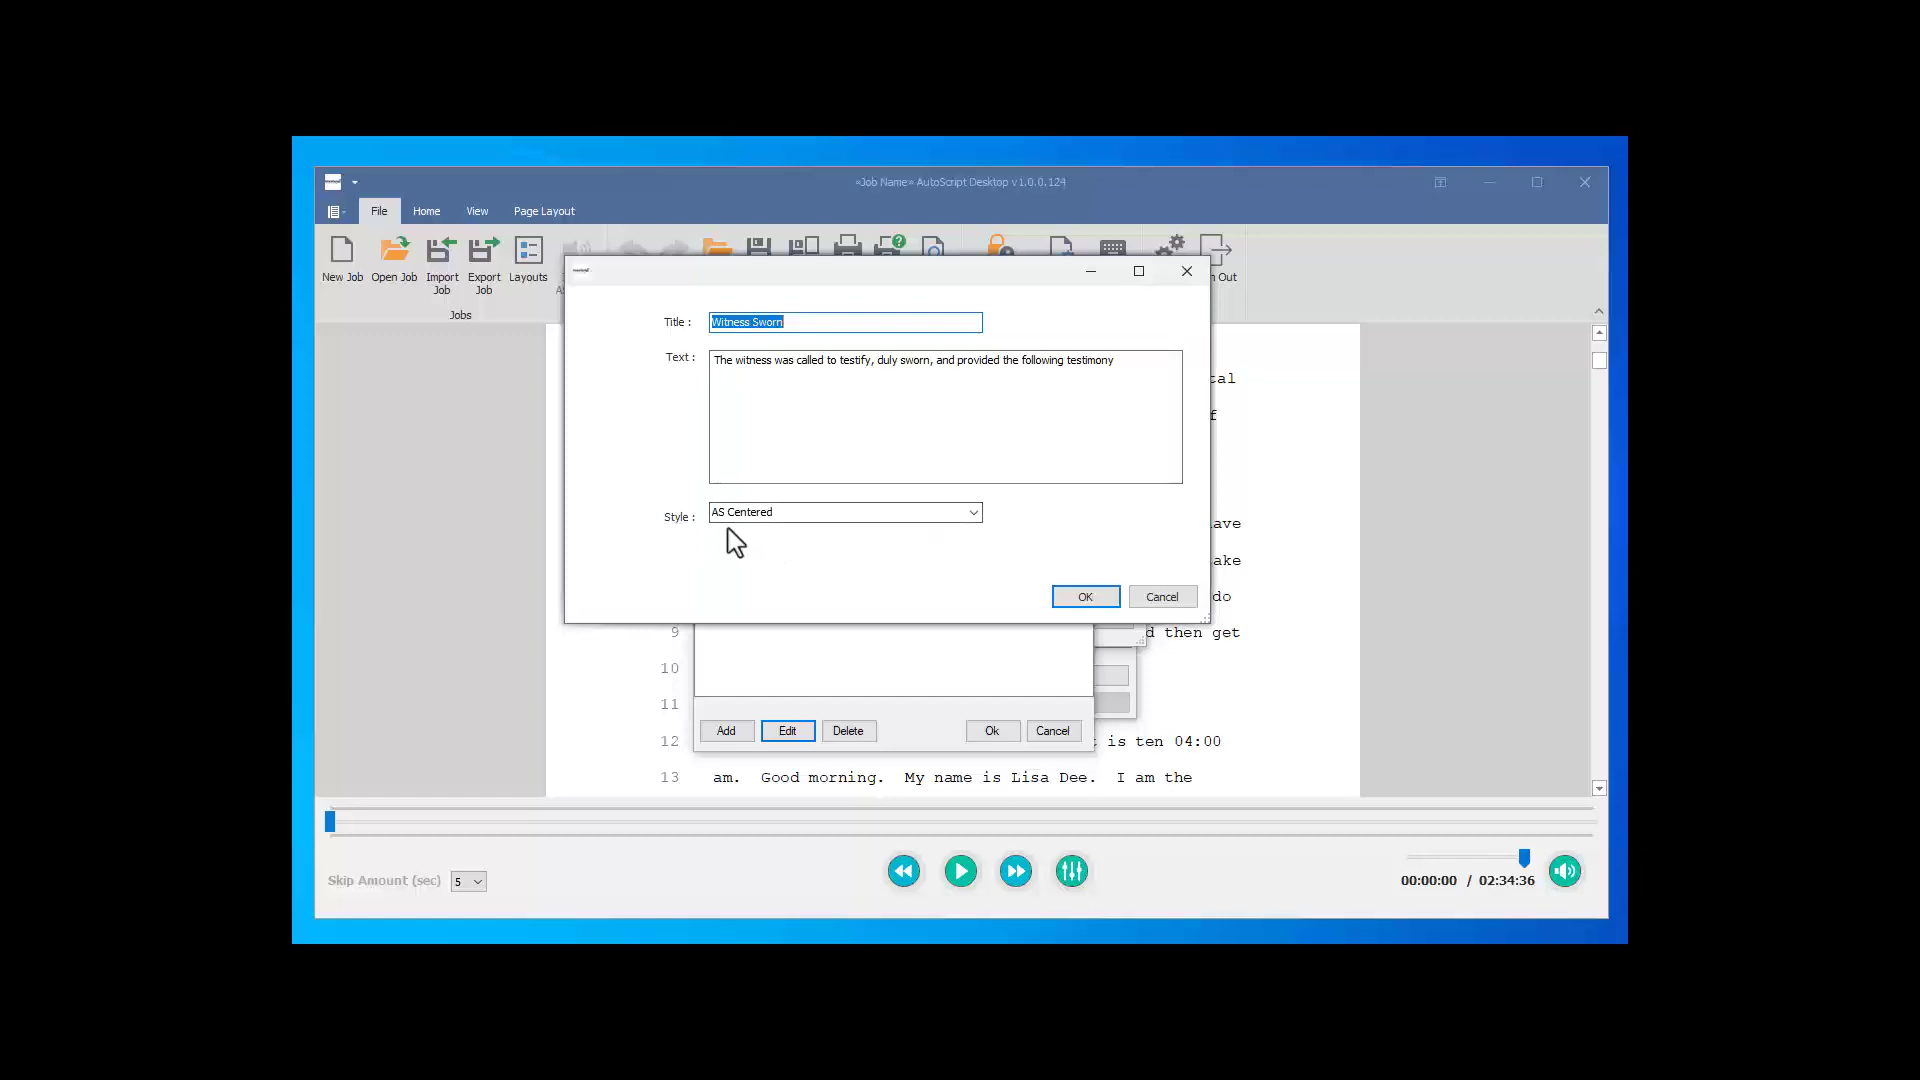 «Job Name» AutoScript Desktop v1.0.0.124
File Home View Page Layout
New Job Open Job Import Job Export Job Layouts
Out
Jobs
Title : Witness Sworn
Text : The witness was called to testify, duly sworn, and provided the following testimony
Style : AS Centered
OK Cancel
tal
f
ave
ake
do
9 d then get
10
11
Add Edit Delete Ok Cancel
12 is ten 04:00
13 am. Good morning. My name is Lisa Dee. I am the
Skip Amount (sec) 5
00:00:00 / 02:34:36